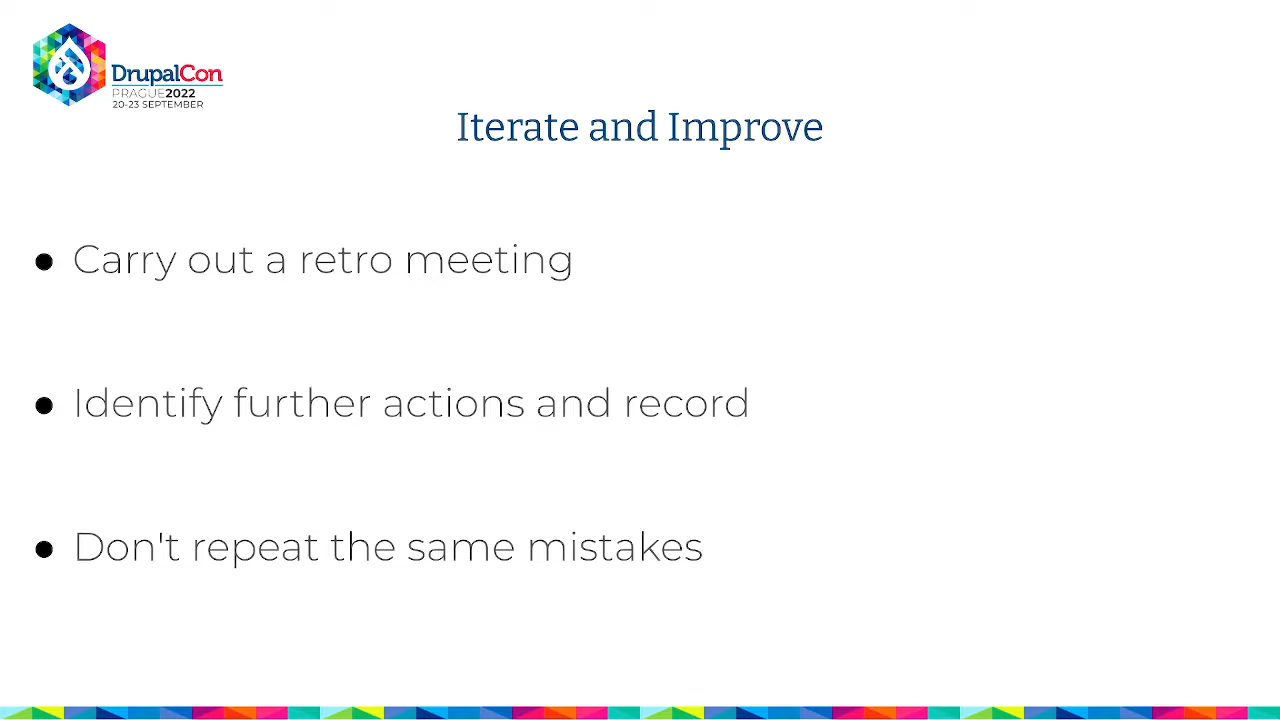 DrupalCon
PRAGUE2022
20-23 SEPTEMBER
Iterate and Improve
● Carry out a retro meeting
● Identify further actions and record
● Don't repeat the same mistakes